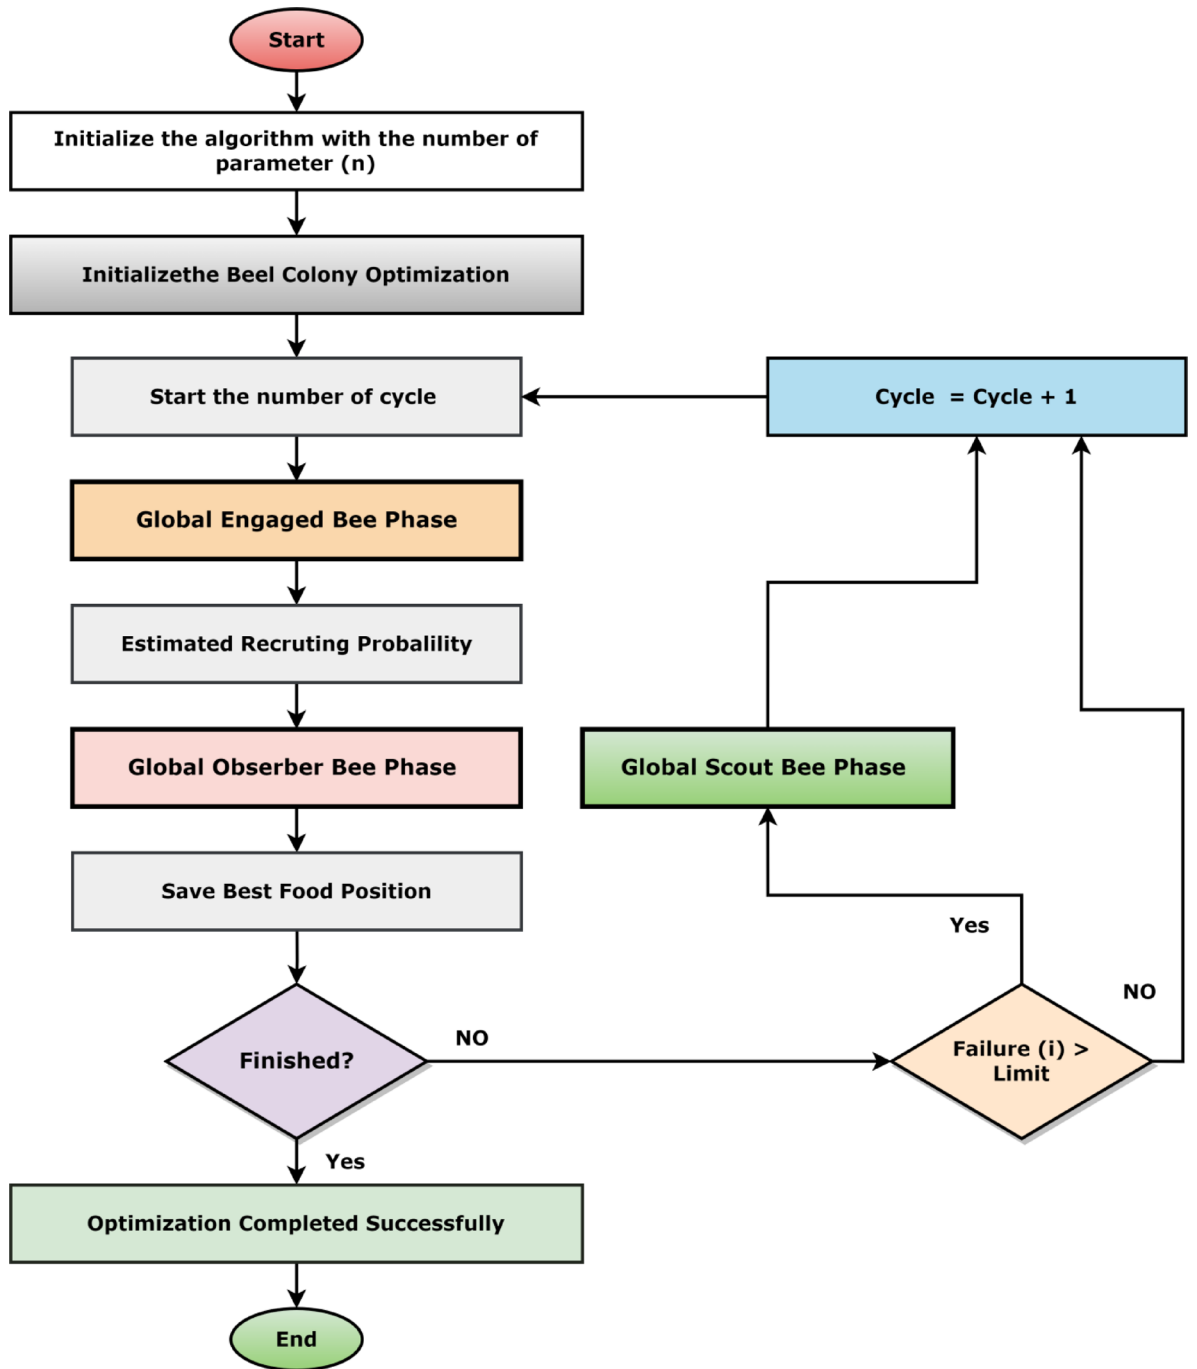 Start
Initialize the algorithm with the number of
parameter (n)
Initializethe Beel Colony Optimization
Start the number of cycle
Cycle  = Cycle + 1
Global Engaged Bee Phase
Estimated Recruting Probalility
Global Obserber Bee Phase
Global Scout Bee Phase
Save Best Food Position
Yes
NO
Finished?
NO
Failure (i) >
Limit
Yes
Optimization Completed Successfully
End